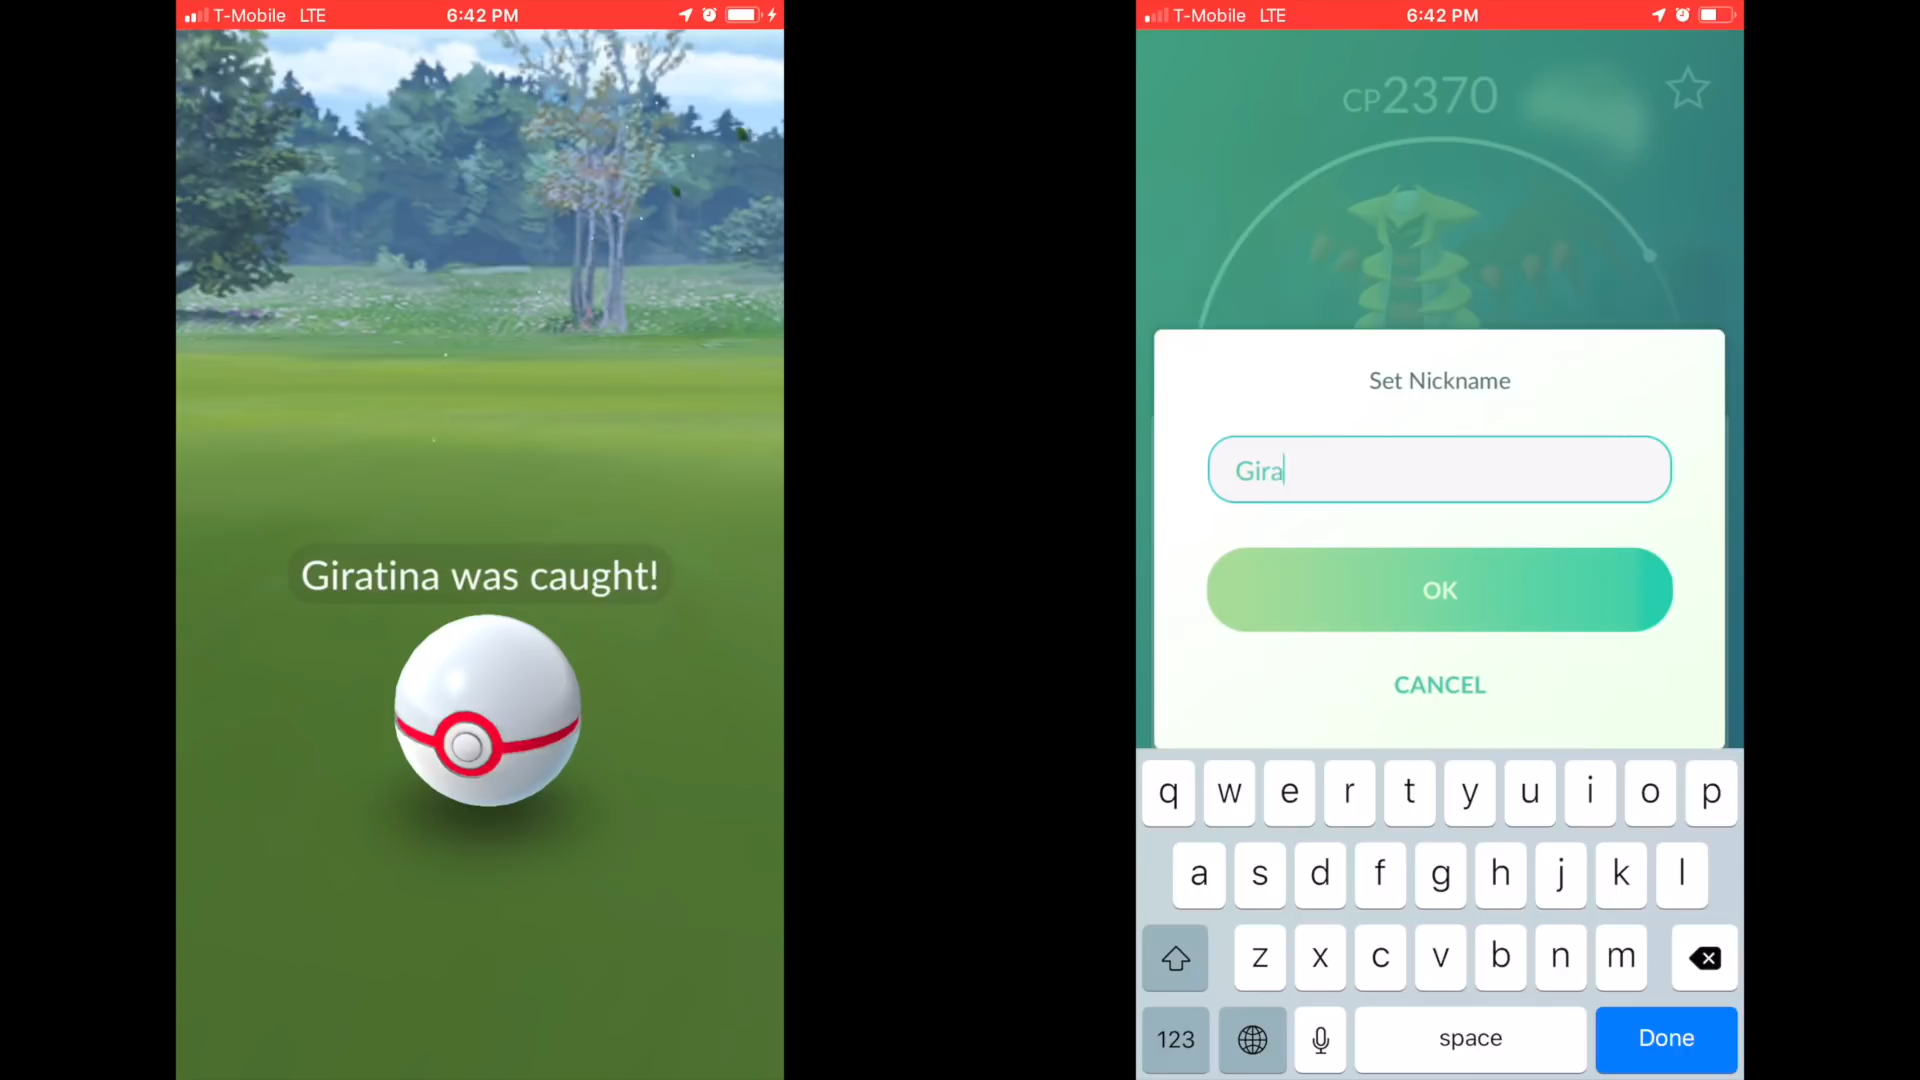 T-Mobile LTE 6:42 PM
Giratina was caught!
T-Mobile LTE 6:42 PM
CP2370
Set Nickname
Gira
OK
CANCEL
q w e r t y u i o p
a s d f g h j k l
z x c v b n m
123 space Done